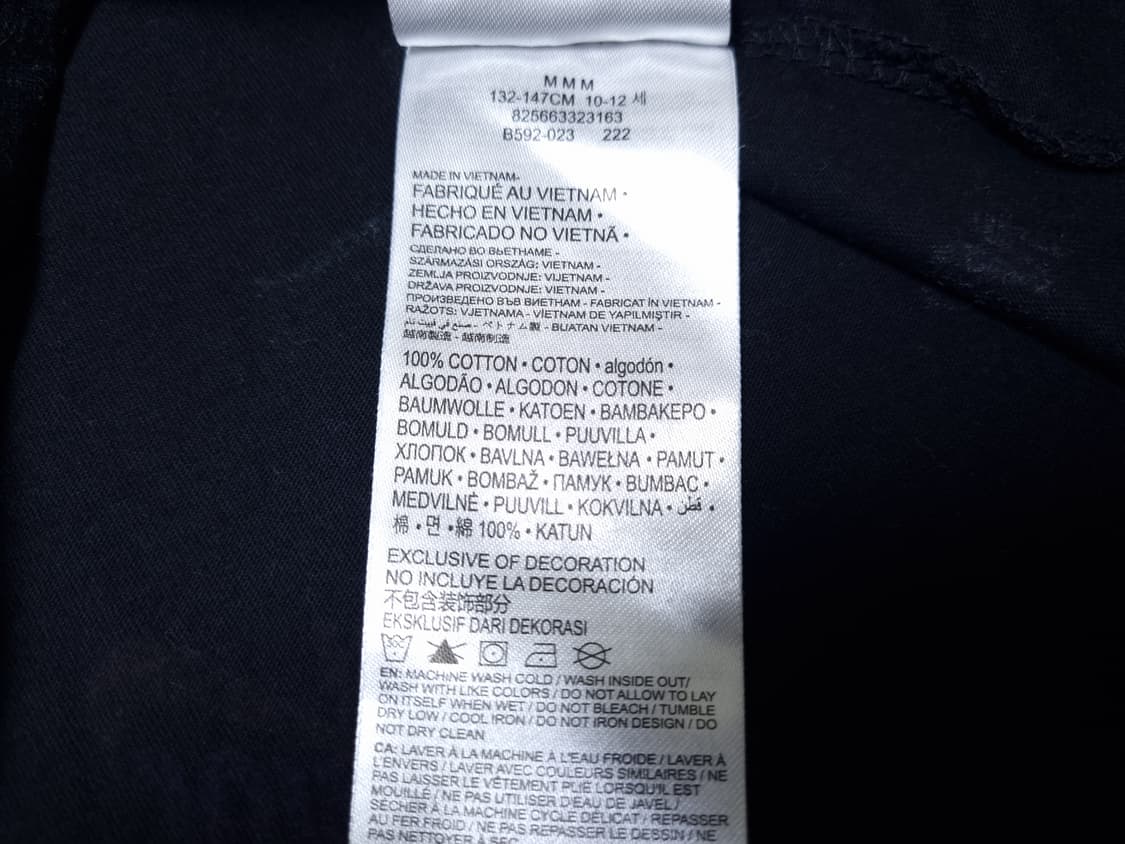 M M M
132-147CM 10-12 세
825663323163
B592-023 222
MADE IN VIETNAM-
FABRIQUÉ AU VIETNAM •
HECHO EN VIETNAM •
FABRICADO NO VIETNÃ •
СДЕЛАНО ВО ВЬЕТНАМЕ -
SZÁRMAZÁSI ORSZÁG: VIETNAM -
ZEMLJA PROIZVODNJE: VIJETNAM -
DRŽAVA PROIZVODNJE: VIETNAM -
ПРОИЗВЕДЕНО ВЪВ ВИЕТНАМ - FABRICAT ÎN VIETNAM -
RAŽOTS: VJETNAMA - VİETNAM DE YAPILMIŞTIR -
صنع في فييت نام - ベトナム製 - BUATAN VIETNAM -
越南製造 - 越南制造
100% COTTON • COTON • algodón •
ALGODÃO • ALGODON • COTONE •
BAUMWOLLE • KATOEN • ΒΑΜΒΑΚΕΡΟ •
BOMULD • BOMULL • PUUVILLA •
ХЛОПОК • BAVLNA • BAWEŁNA • PAMUT •
PAMUK • BOMBAŽ • ПАМУК • BUMBAC •
MEDVILNĖ • PUUVILL • KOKVILNA • قطن •
棉 • 면 • 綿 100% • KATUN
EXCLUSIVE OF DECORATION
NO INCLUYE LA DECORACIÓN
不包含装饰部分
EKSKLUSIF DARI DEKORASI
30C
EN: MACHINE WASH COLD / WASH INSIDE OUT/
WASH WITH LIKE COLORS / DO NOT ALLOW TO LAY
ON ITSELF WHEN WET / DO NOT BLEACH / TUMBLE
DRY LOW / COOL IRON / DO NOT IRON DESIGN / DO
NOT DRY CLEAN
CA: LAVER À LA MACHINE À L'EAU FROIDE / LAVER À
L'ENVERS / LAVER AVEC COULEURS SIMILAIRES / NE
PAS LAISSER LE VÊTEMENT PLIÉ LORSQU'IL EST
MOUILLÉ / NE PAS UTILISER D'EAU DE JAVEL /
SÉCHER À LA MACHINE CYCLE DÉLICAT / REPASSER
AU FER FROID / NE PAS REPASSER LE DESSIN / NE
PAS NETTOYER À SEC